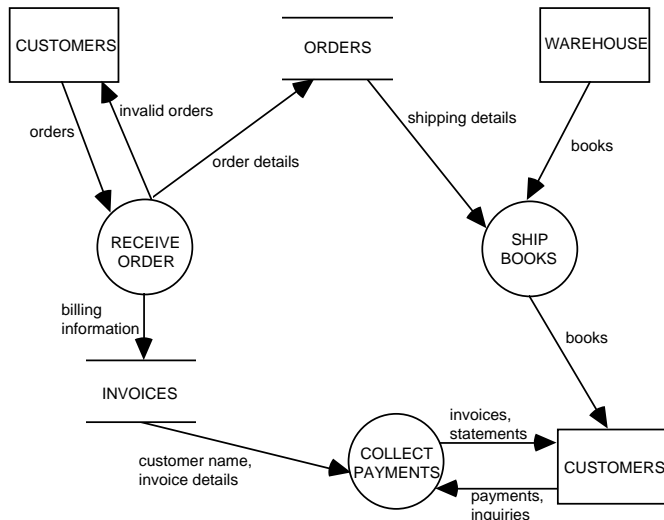 CUSTOMERS
ORDERS
WAREHOUSE
invalid orders
orders
shipping details
order details
books
RECEIVE
ORDER
SHIP
BOOKS
billing
information
books
INVOICES
invoices,
statements
customer name,
invoice details
COLLECT
PAYMENTS
CUSTOMERS
payments,
inquiries